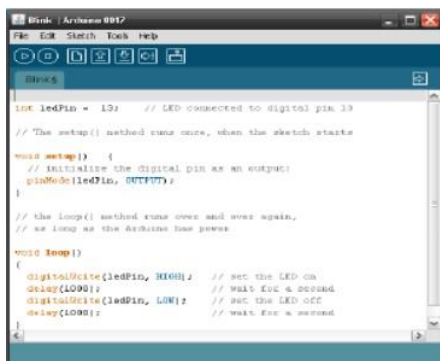 Blink | Arduino 0017
File Edit Sketch Tools Help
Blink§
int ledPin = 13; // LED connected to digital pin 13
// The setup() method runs once, when the sketch starts
void setup() {
// initialize the digital pin as an output:
pinMode(ledPin, OUTPUT);
}
// the loop() method runs over and over again,
// as long as the Arduino has power
void loop()
{
digitalWrite(ledPin, HIGH); // set the LED on
delay(1000); // wait for a second
digitalWrite(ledPin, LOW); // set the LED off
delay(1000); // wait for a second
}